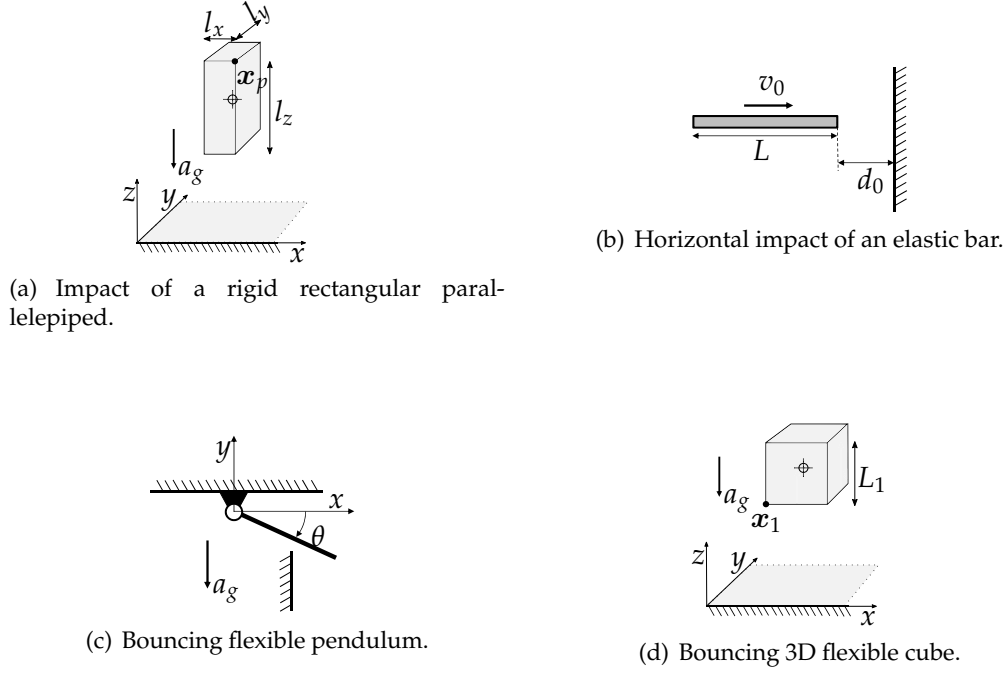 l_x
l_y
x_p
l_z
a_g
z
y
x
(a) Impact of a rigid rectangular paral-
lelepiped.
v_0
L
d_0
(b) Horizontal impact of an elastic bar.
y
x
θ
a_g
(c) Bouncing flexible pendulum.
L_1
a_g
x_1
z
y
x
(d) Bouncing 3D flexible cube.